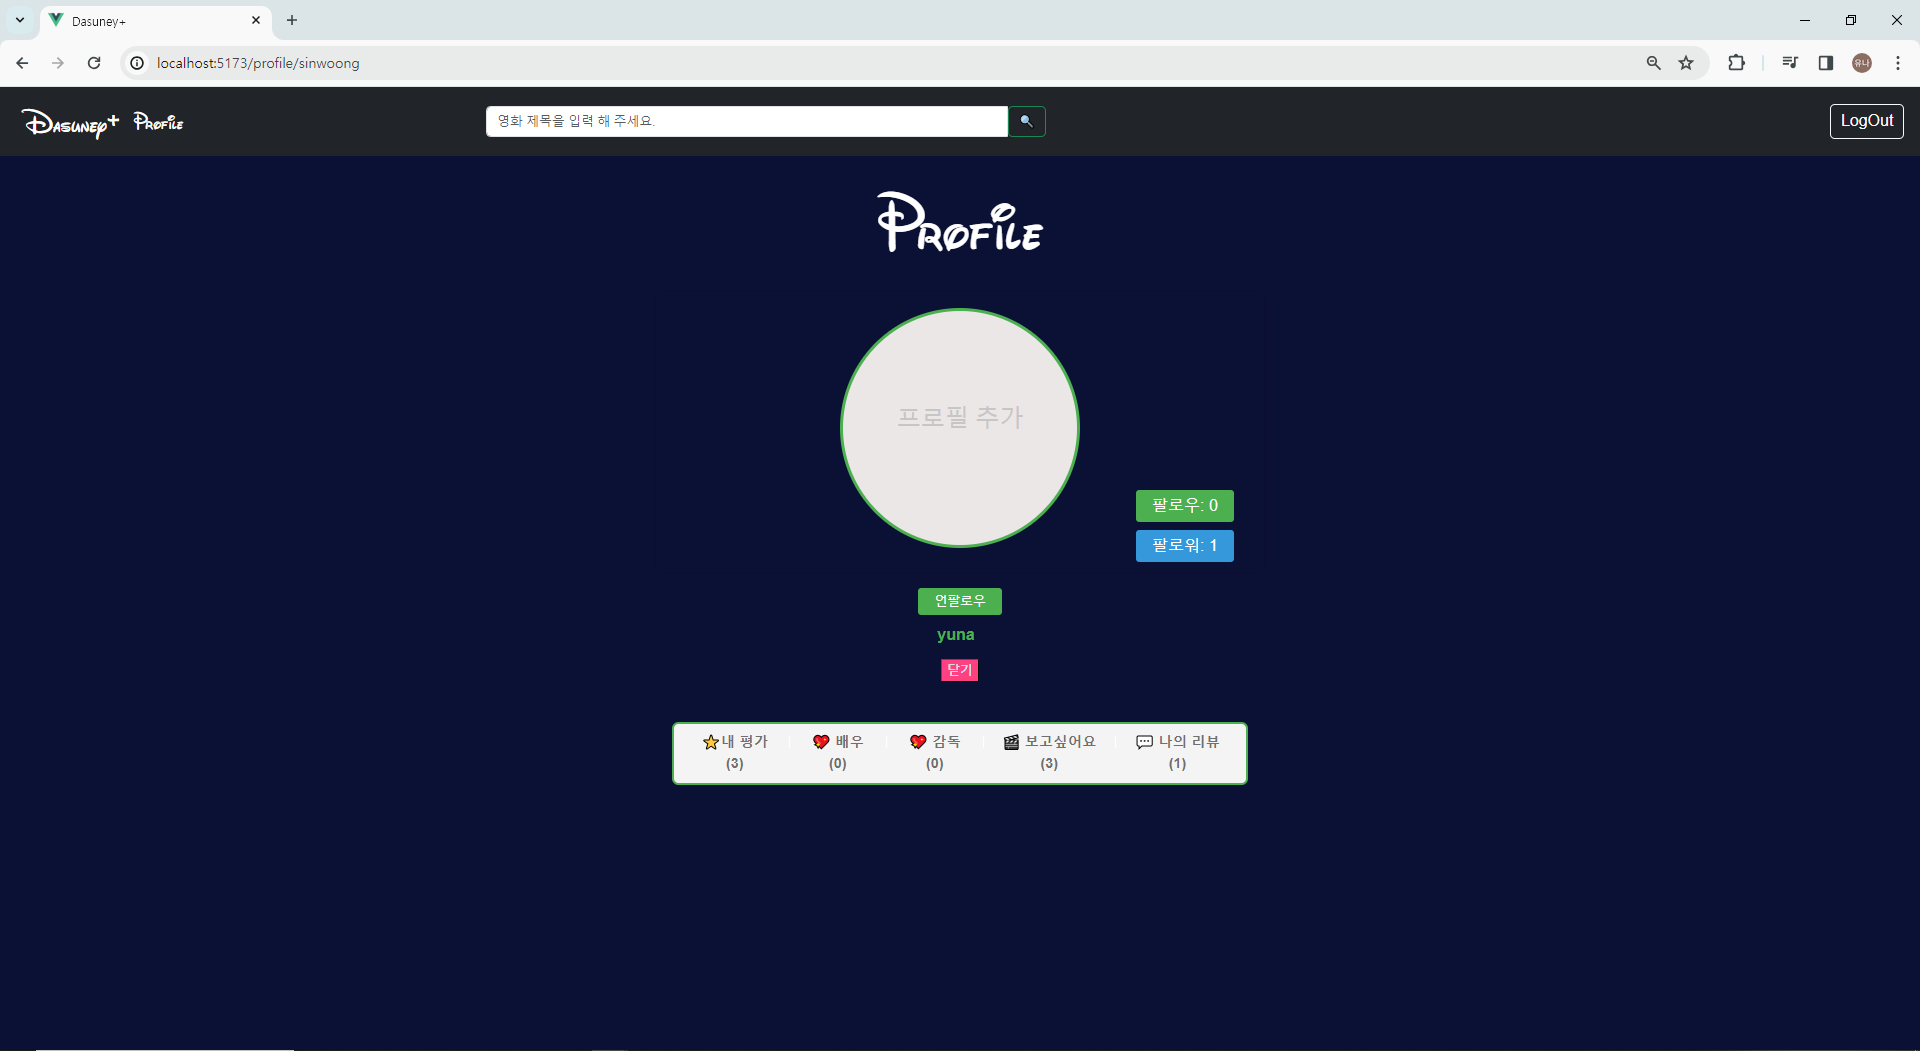 Dasuney+
localhost:5173/profile/sinwoong
유나
Dasuney+ Profile
영화 제목을 입력 해 주세요.
LogOut
Profile
프로필 추가
팔로우: 0
팔로워: 1
언팔로우
yuna
닫기
내 평가 배우 감독 보고싶어요 나의 리뷰
(3) (0) (0) (3) (1)